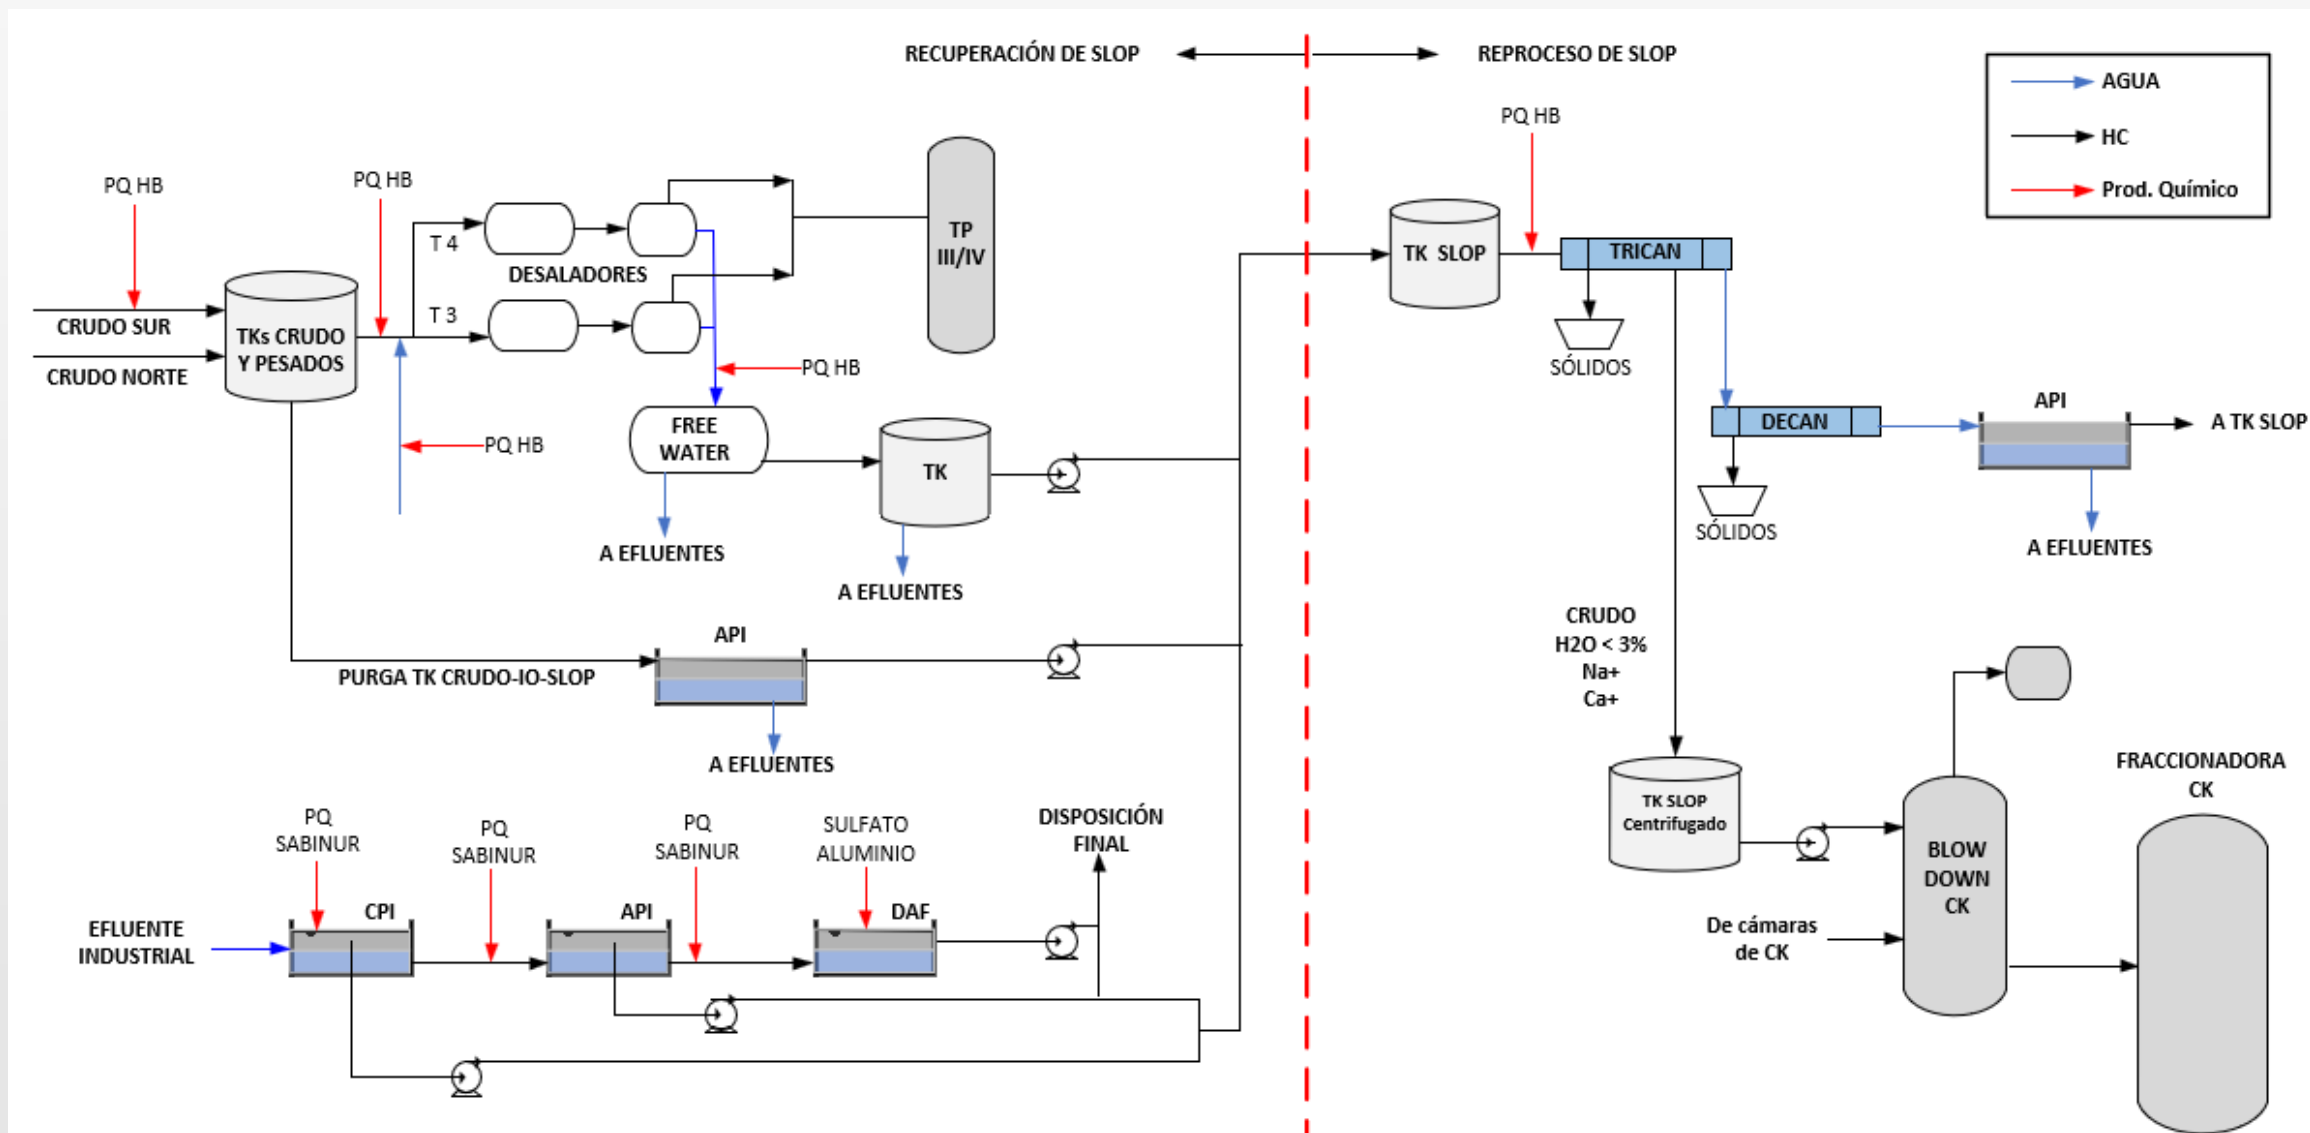 RECUPERACIÓN DE SLOP
REPROCESO DE SLOP
AGUA
HC
Prod. Químico
PQ HB
PQ HB
CRUDO SUR
CRUDO NORTE
TKs CRUDO
Y PESADOS
T 4
T 3
DESALADORES
TP
III/IV
PQ HB
PQ HB
FREE
WATER
TK
A EFLUENTES
A EFLUENTES
PURGA TK CRUDO-IO-SLOP
API
A EFLUENTES
PQ
SABINUR
PQ
SABINUR
PQ
SABINUR
SULFATO
ALUMINIO
DISPOSICIÓN
FINAL
EFLUENTE
INDUSTRIAL
CPI
API
DAF
PQ HB
TK SLOP
TRICAN
SÓLIDOS
DECAN
SÓLIDOS
API
A TK SLOP
A EFLUENTES
CRUDO
H2O < 3%
Na+
Ca+
TK SLOP
Centrifugado
De cámaras
de CK
BLOW
DOWN
CK
FRACCIONADORA
CK